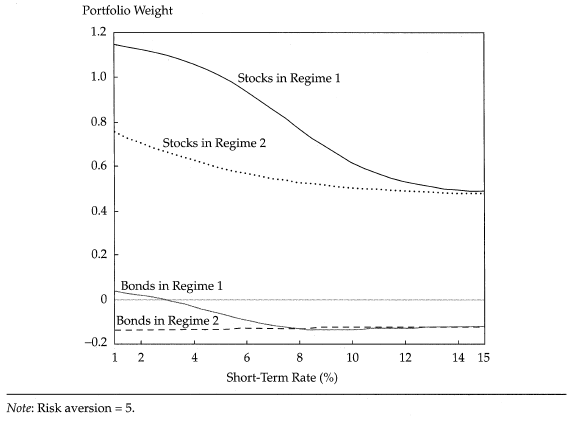 Portfolio Weight
1.2
1.0
Stocks in Regime 1
0.8
Stocks in Regime 2
0.6
0.4
0.2
Bonds in Regime 1
0
Bonds in Regime 2
–0.2
1 2 4 6 8 10 12 14 15
Short-Term Rate (%)
Note: Risk aversion = 5.